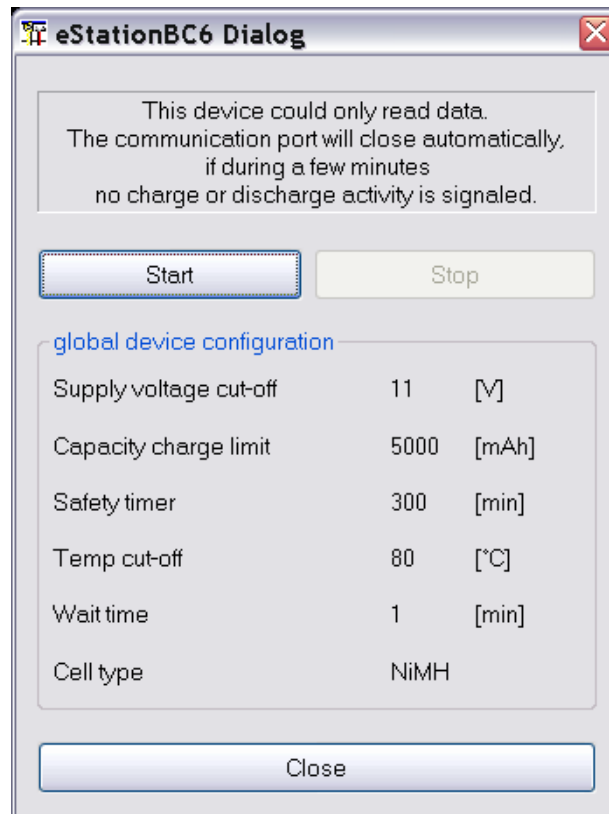 eStationBC6 Dialog
This device could only read data.
The communication port will close automatically,
if during a few minutes
no charge or discharge activity is signaled.
Start Stop
global device configuration
Supply voltage cut-off 11 [V]
Capacity charge limit 5000 [mAh]
Safety timer 300 [min]
Temp cut-off 80 [°C]
Wait time 1 [min]
Cell type NiMH
Close